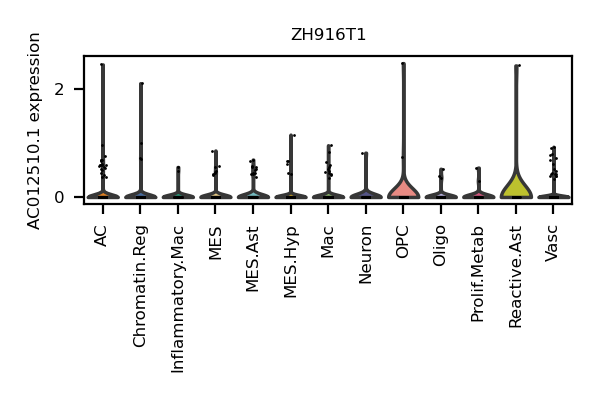 ZH916T1
AC012510.1 expression
2
0
AC
Chromatin.Reg
Inflammatory.Mac
MES
MES.Ast
MES.Hyp
Mac
Neuron
OPC
Oligo
Prolif.Metab
Reactive.Ast
Vasc